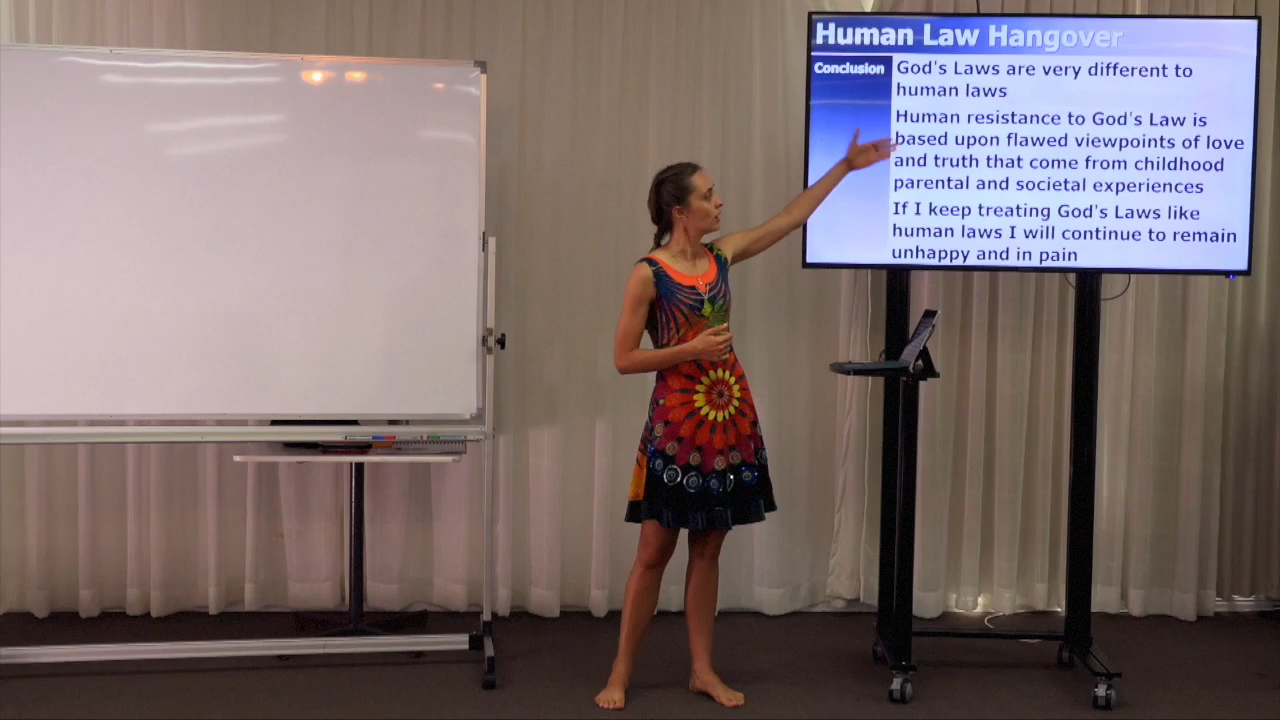 Human Law Hangover
Conclusion
God's Laws are very different to
human laws
Human resistance to God's Law is
based upon flawed viewpoints of love
and truth that come from childhood
parental and societal experiences
If I keep treating God's Laws like
human laws I will continue to remain
unhappy and in pain